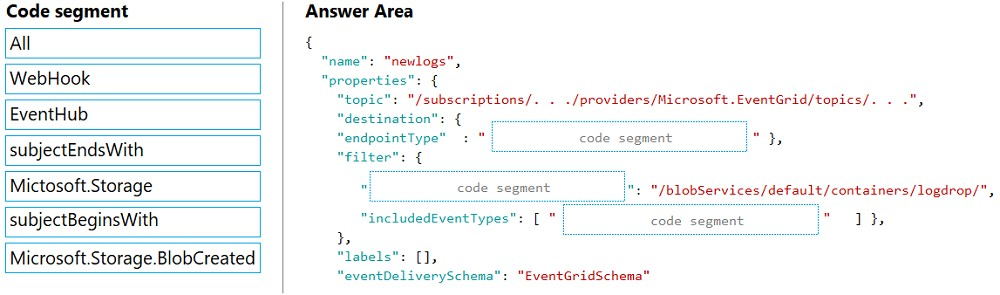 Code segment
All
WebHook
EventHub
subjectEndsWith
Mictosoft.Storage
subjectBeginsWith
Microsoft.Storage.BlobCreated
Answer Area
{
"name": "newlogs",
"properties": {
"topic": "/subscriptions/. . ./providers/Microsoft.EventGrid/topics/. . .",
"destination": {
"endpointType" : " code segment " },
"filter": {
" code segment ": "/blobServices/default/containers/logdrop/",
"includedEventTypes": [ " code segment " ] },
},
"labels": [],
"eventDeliverySchema": "EventGridSchema"